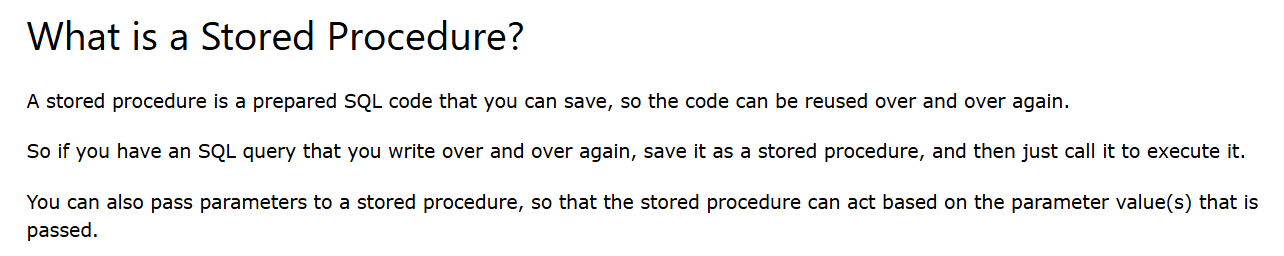 What is a Stored Procedure?
A stored procedure is a prepared SQL code that you can save, so the code can be reused over and over again.
So if you have an SQL query that you write over and over again, save it as a stored procedure, and then just call it to execute it.
You can also pass parameters to a stored procedure, so that the stored procedure can act based on the parameter value(s) that is
passed.